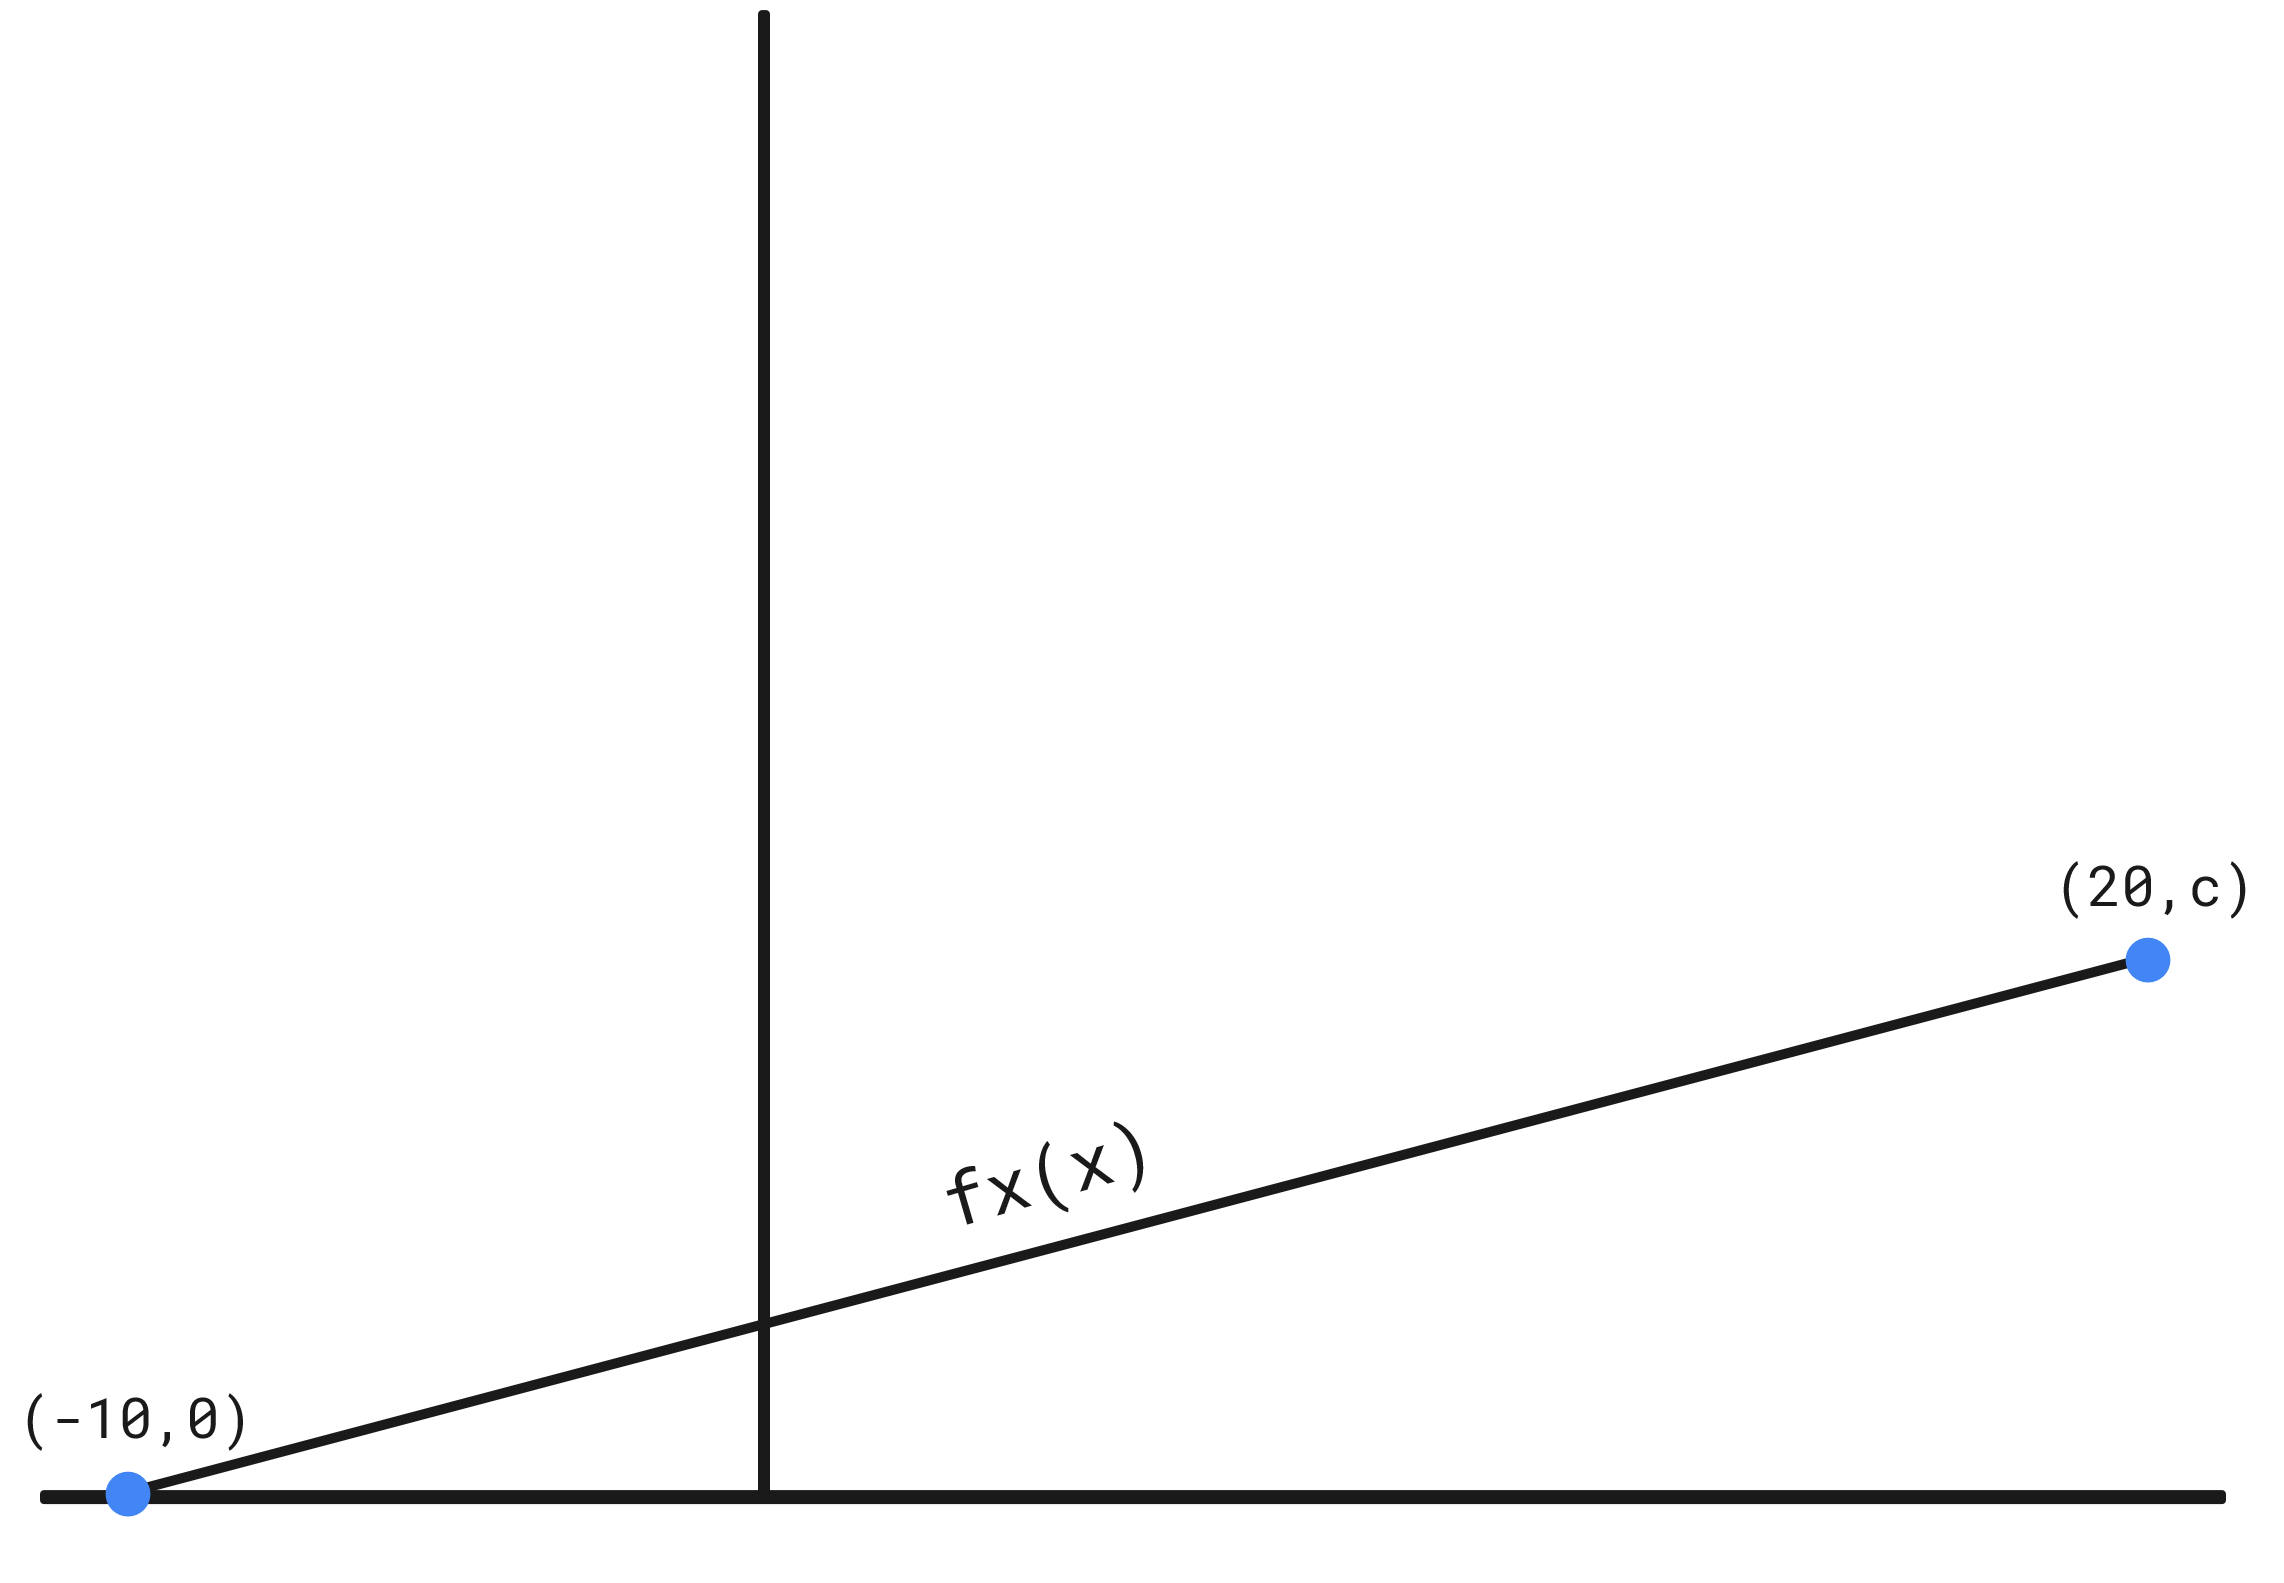 (20,c)
fx(x)
(-10,0)